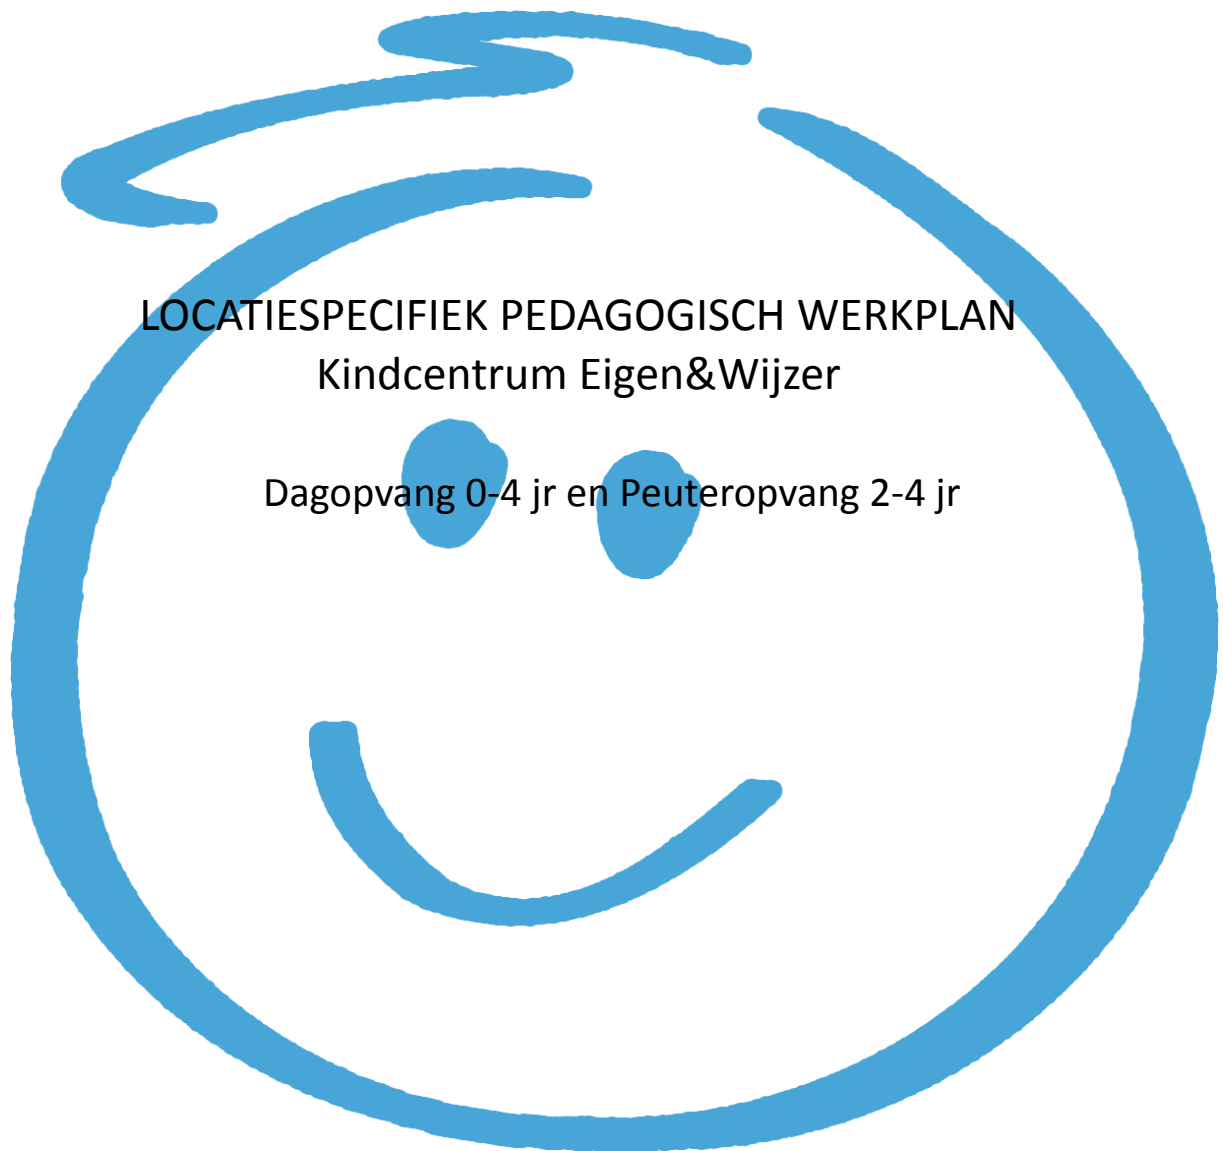 LOCATIESPECIFIEK PEDAGOGISCH WERKPLAN
Kindcentrum Eigen&Wijzer
Dagopvang 0-4 jr en Peuteropvang 2-4 jr